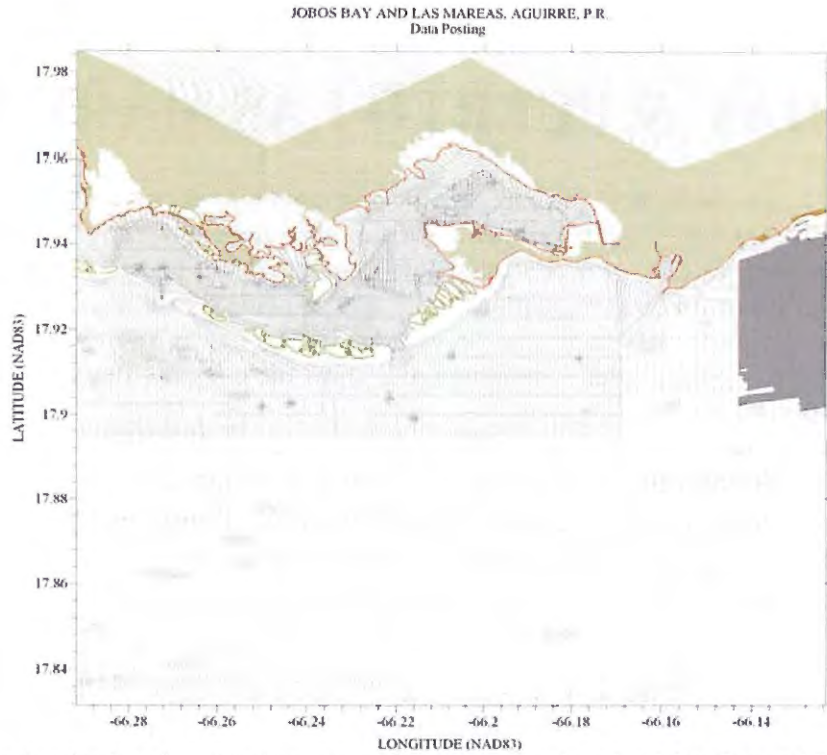 JOBOS BAY AND LAS MAREAS, AGUIRRE, P.R.
Data Posting
17.98
17.96
17.94
17.92
17.9
17.88
17.86
17.84
LATITUDE (NAD83)
-66.28 -66.26 -66.24 -66.22 -66.2 -66.18 -66.16 -66.14
LONGITUDE (NAD83)